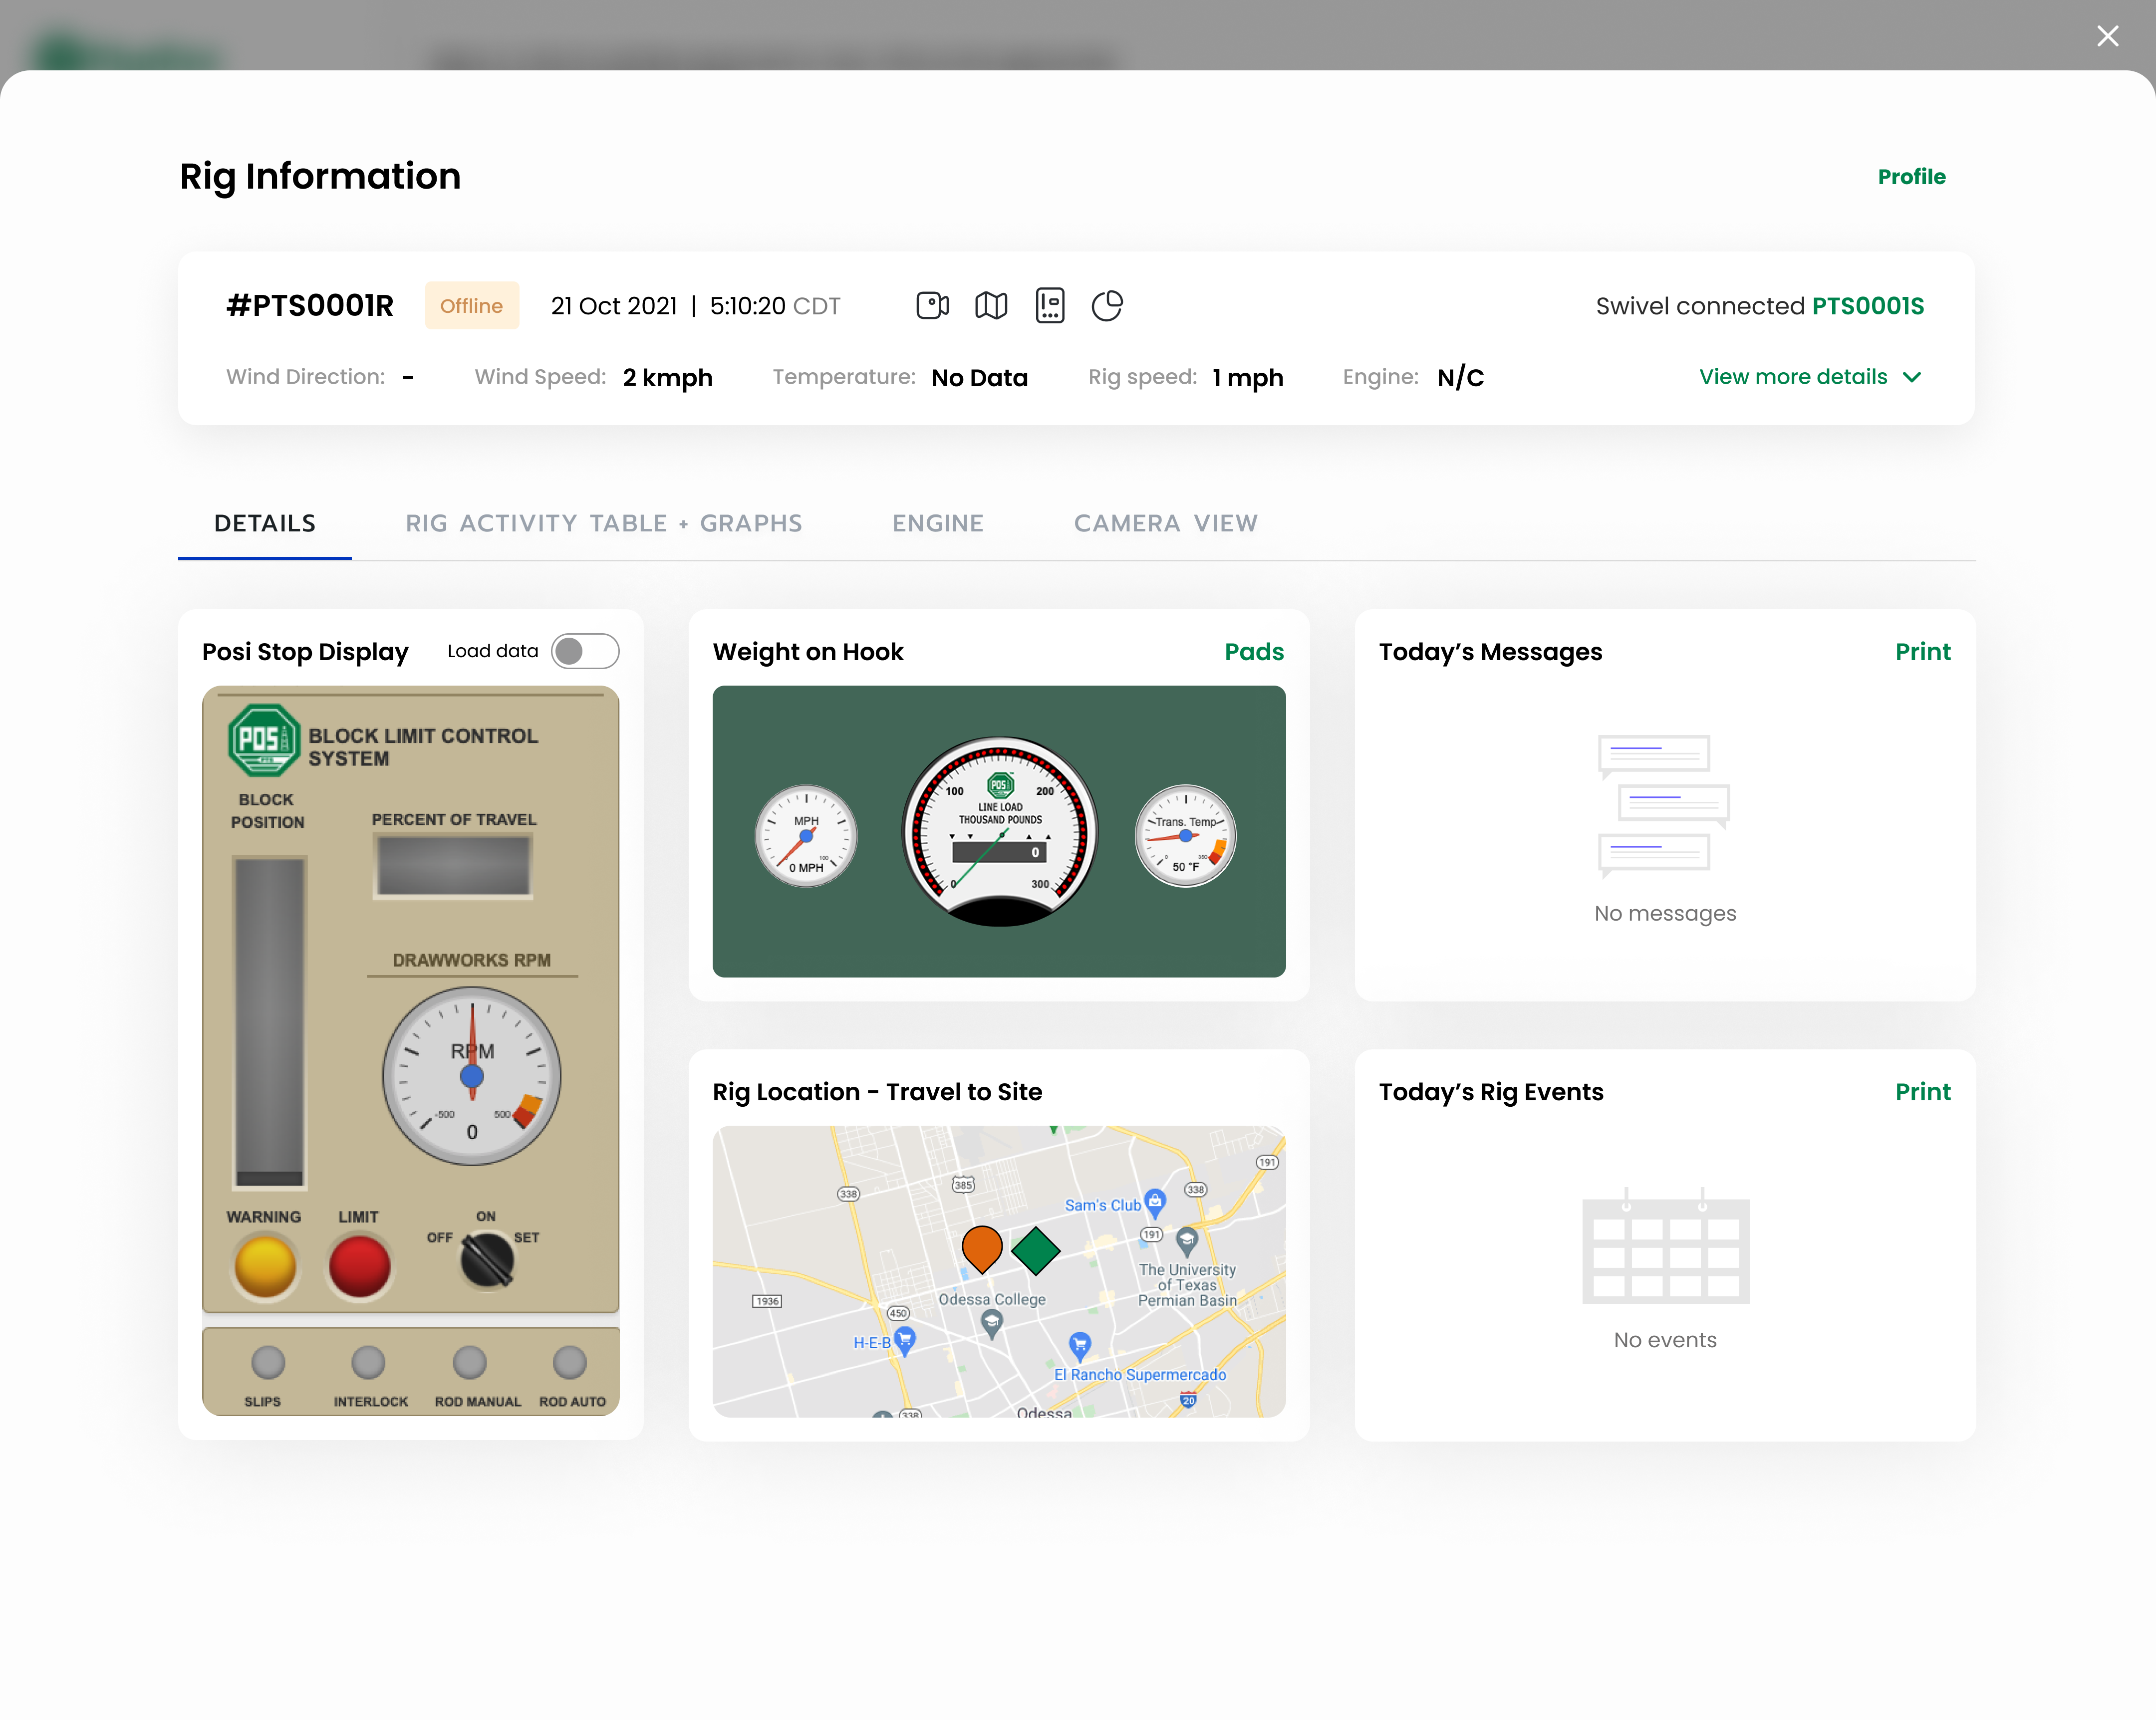 Rig Information
Profile
#PTS0001R
Offline
21 Oct 2021 | 5:10:20 CDT
Swivel connected PTS0001S
Wind Direction: -
Wind Speed: 2 kmph
Temperature: No Data
Rig speed: 1 mph
Engine: N/C
View more details
DETAILS
RIG ACTIVITY TABLE + GRAPHS
ENGINE
CAMERA VIEW
Posi Stop Display
Load data
POS
PTS
BLOCK LIMIT CONTROL
SYSTEM
BLOCK
POSITION
PERCENT OF TRAVEL
DRAWWORKS RPM
RPM
-500
500
0
WARNING
LIMIT
ON
OFF
SET
SLIPS
INTERLOCK
ROD MANUAL
ROD AUTO
Weight on Hook
Pads
MPH
100
0 MPH
POS
100
200
LINE LOAD
THOUSAND POUNDS
0
0
300
Trans. Temp
0
350
50 °F
Today's Messages
Print
No messages
Rig Location - Travel to Site
191
338
385
338
Sam's Club
191
The University
of Texas
Permian Basin
Odessa College
1936
450
H-E-B
El Rancho Supermercado
20
338
Odessa
Today's Rig Events
Print
No events